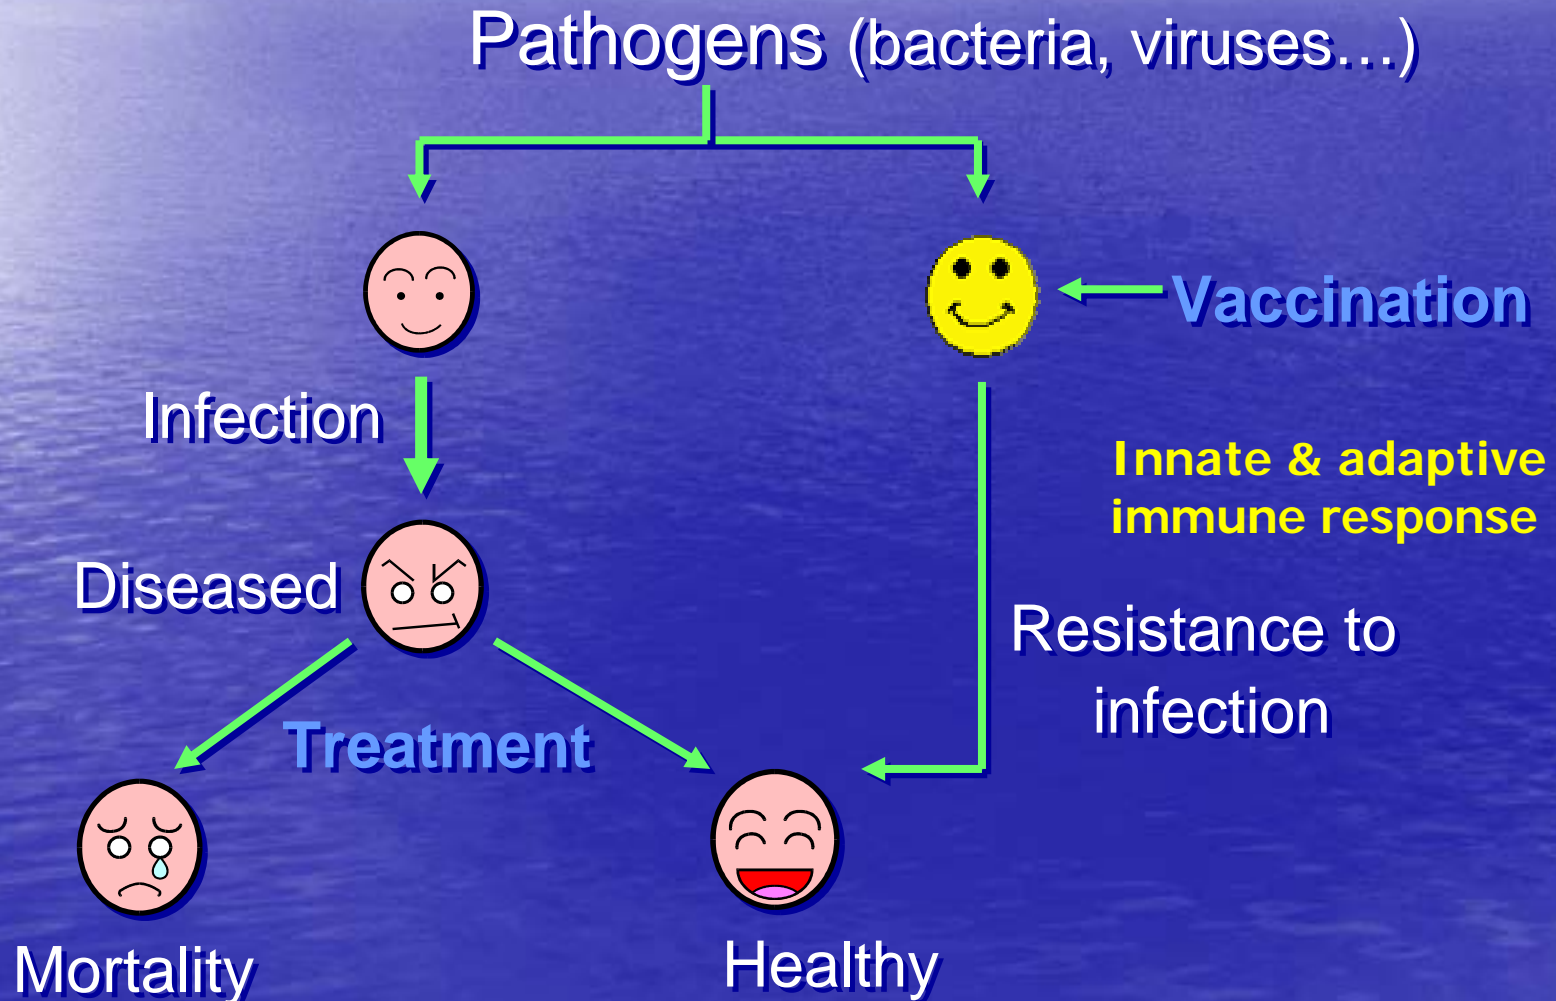 Pathogens (bacteria, viruses...)
Vaccination
Infection
Innate & adaptive
immune response
Diseased
Resistance to
infection
Treatment
Mortality
Healthy